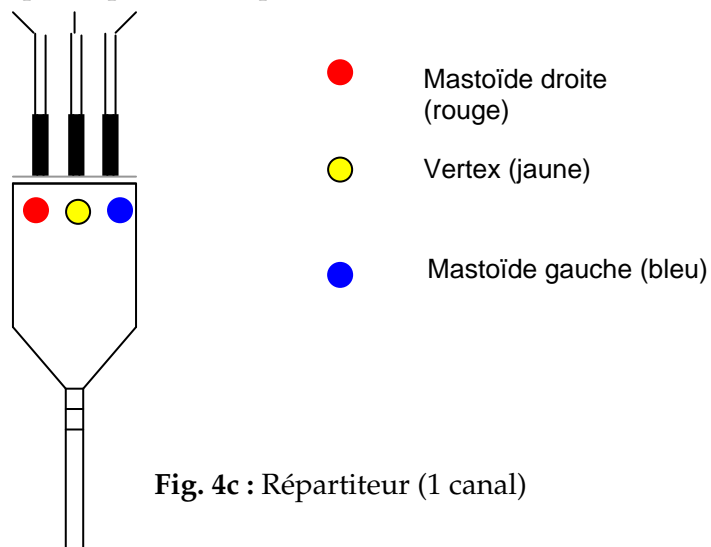 Mastoïde droite
(rouge)
Vertex (jaune)
Mastoïde gauche (bleu)
Fig. 4c : Répartiteur (1 canal)